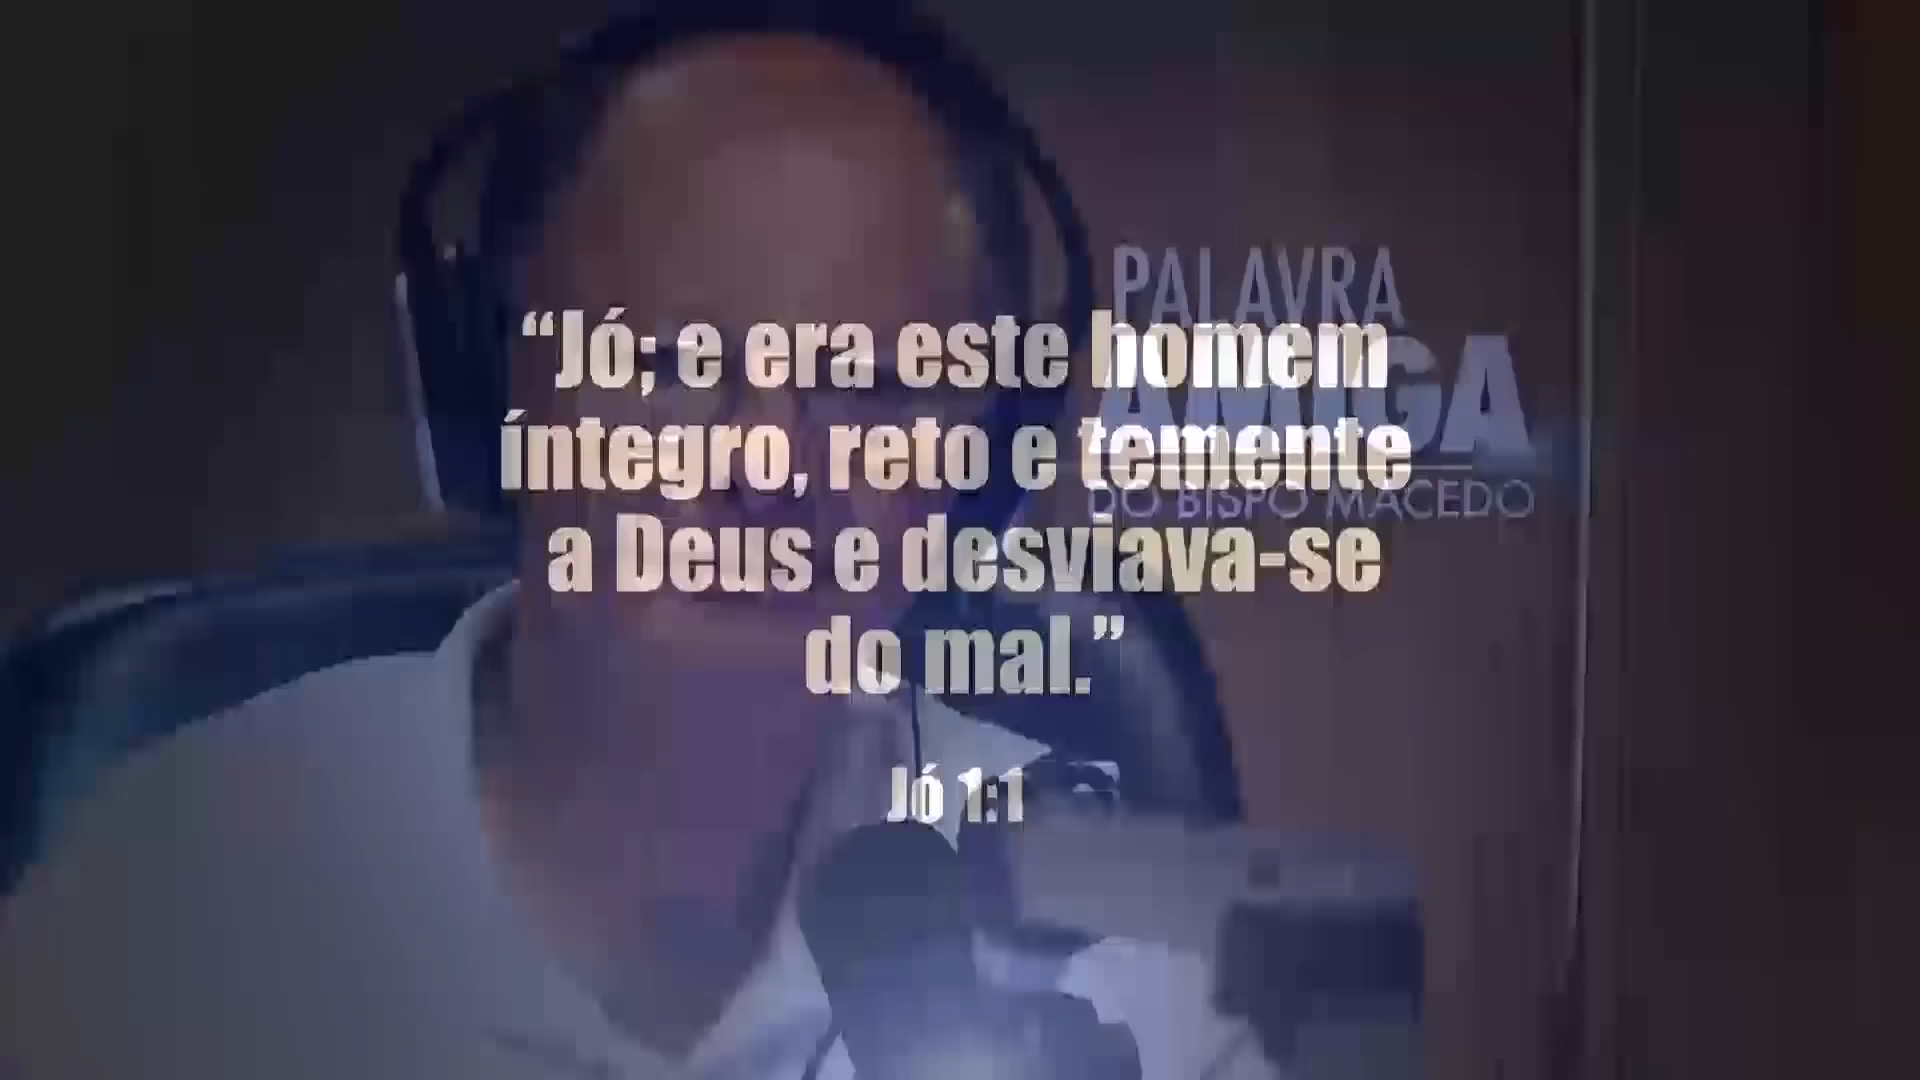 PALAVRA
AMIGA
DO BISPO MACEDO
“Jó; e era este homem
íntegro, reto e temente
a Deus e desviava-se
do mal.”
Jó 1:1